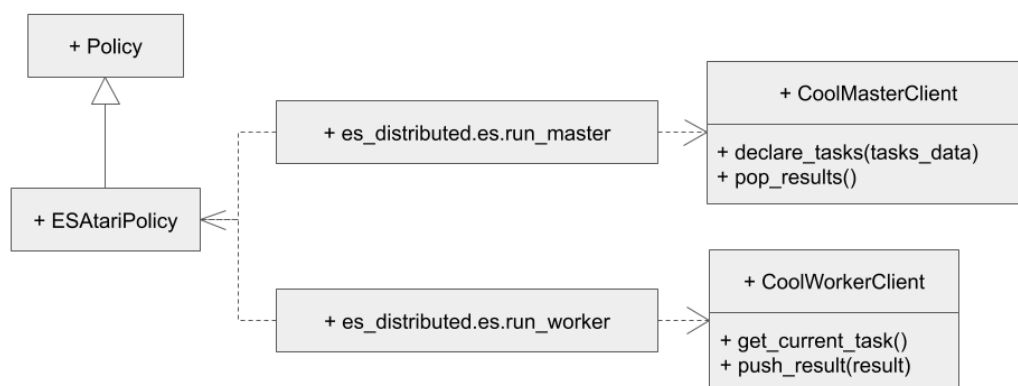 + Policy
+ ESAtariPolicy
+ es_distributed.es.run_master
+ es_distributed.es.run_worker
+ CoolMasterClient
+ declare_tasks(tasks_data)
+ pop_results()
+ CoolWorkerClient
+ get_current_task()
+ push_result(result)